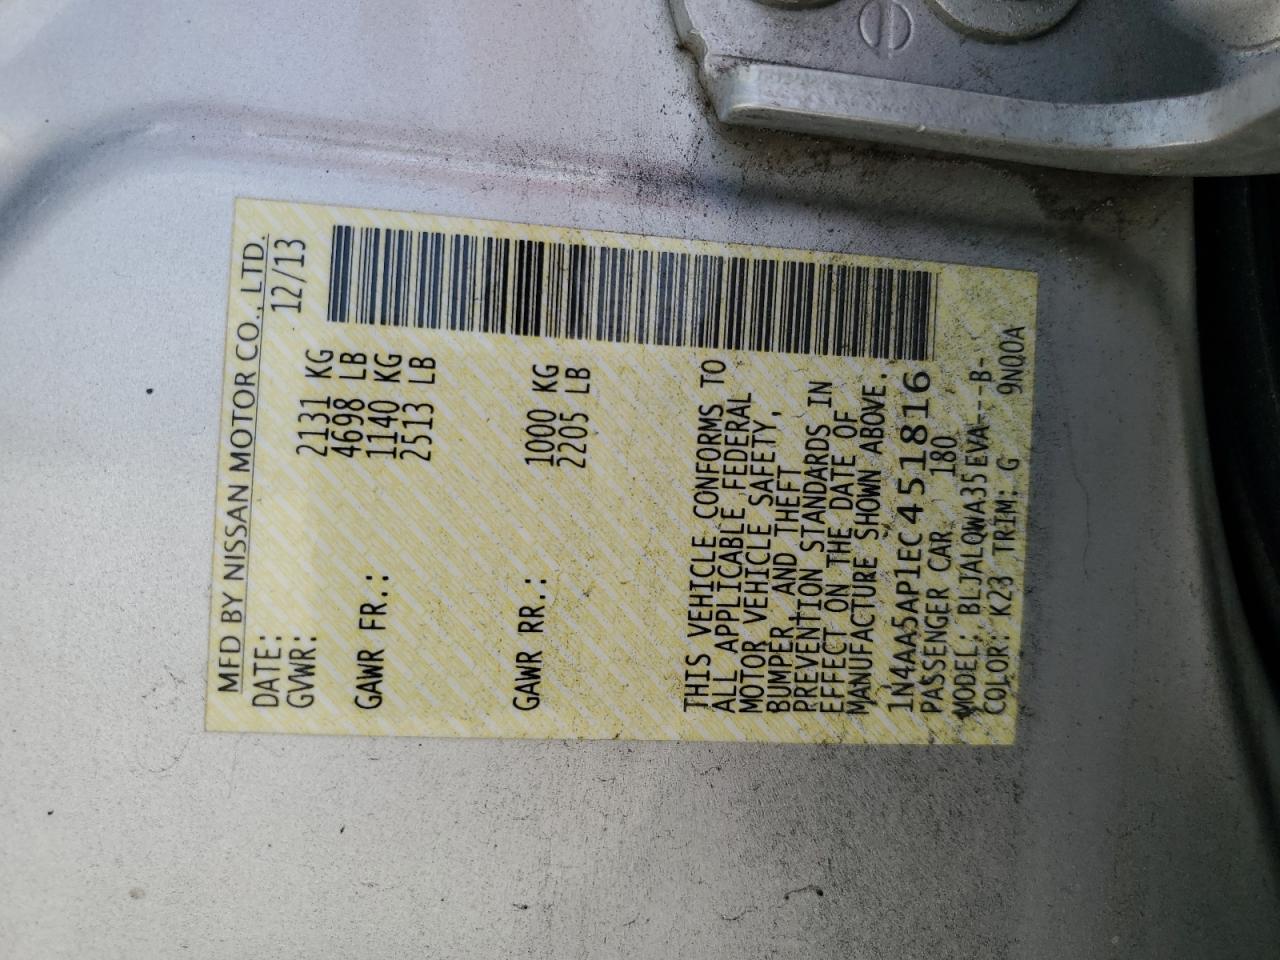 MFD BY NISSAN MOTOR CO., LTD.
DATE: 12/13
GVWR: 2131 KG
4698 LB
GAWR FR.: 1140 KG
2513 LB
GAWR RR.: 1000 KG
2205 LB
THIS VEHICLE CONFORMS TO
ALL APPLICABLE FEDERAL
MOTOR VEHICLE SAFETY,
BUMPER, AND THEFT
PREVENTION STANDARDS IN
EFFECT ON THE DATE OF
MANUFACTURE SHOWN ABOVE.
1N4AA5AP1EC451816
PASSENGER CAR 180
MODEL: BLJALQWA35EVA---B-
COLOR: K23 TRIM: G 9NQ0A